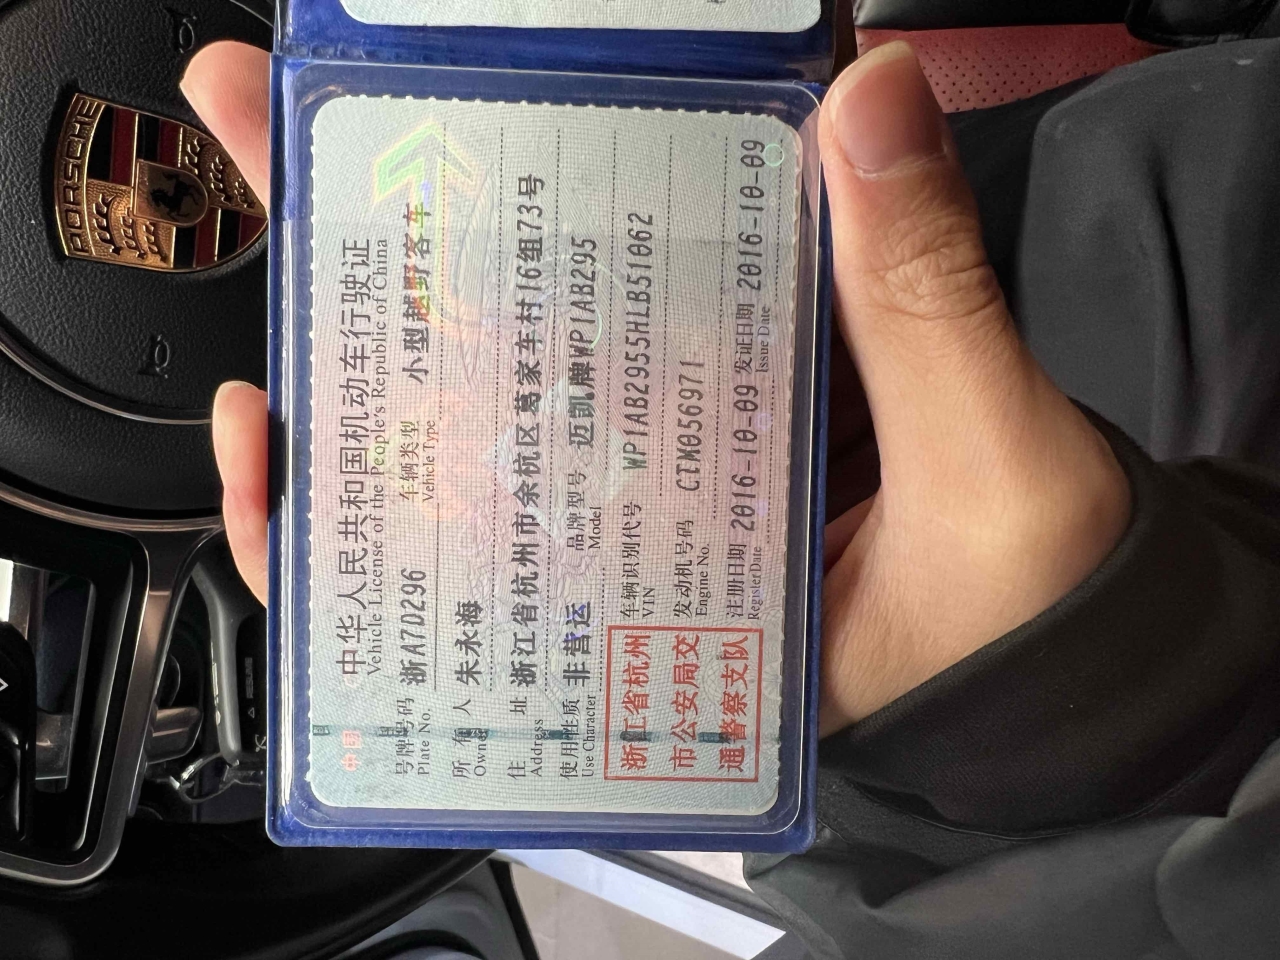 PORSCHE
中华人民共和国机动车行驶证
Vehicle License of the People's Republic of China
号牌号码 浙A7D296 车辆类型 小型越野客车
Plate No. Vehicle Type
所有人 朱永海
Owner
住址 浙江省杭州市余杭区葛家车村16组73号
Address
使用性质 非营运 品牌型号 迈凯牌WP1AB295
Use Character Model
浙江省杭州
市公安局交
通警察支队
车辆识别代号 WP1AB2955HLB51062
VIN
发动机号码 CTM056971
Engine No.
注册日期 2016-10-09 发证日期 2016-10-09
Register Date Issue Date